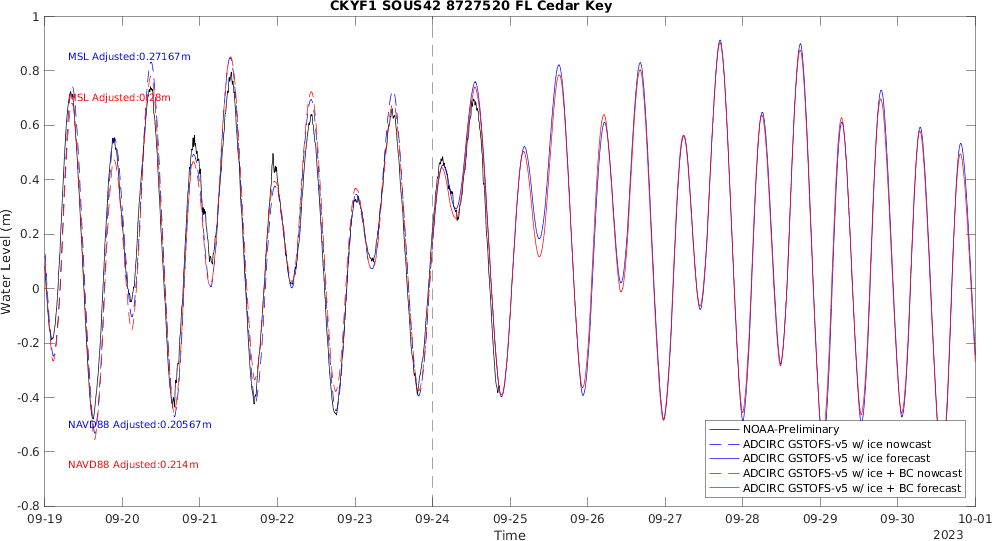 CKYF1 SOUS42 8727520 FL Cedar Key
1
0.8
0.6
0.4
0.2
0
-0.2
-0.4
-0.6
-0.8
Water Level (m)
MSL Adjusted:0.27167m
MSL Adjusted:0.28m
NAVD88 Adjusted:0.20567m
NAVD88 Adjusted:0.214m
NOAA-Preliminary
ADCIRC GSTOFS-v5 w/ ice nowcast
ADCIRC GSTOFS-v5 w/ ice forecast
ADCIRC GSTOFS-v5 w/ ice + BC nowcast
ADCIRC GSTOFS-v5 w/ ice + BC forecast
09-19 09-20 09-21 09-22 09-23 09-24 09-25 09-26 09-27 09-28 09-29 09-30 10-01
Time
2023